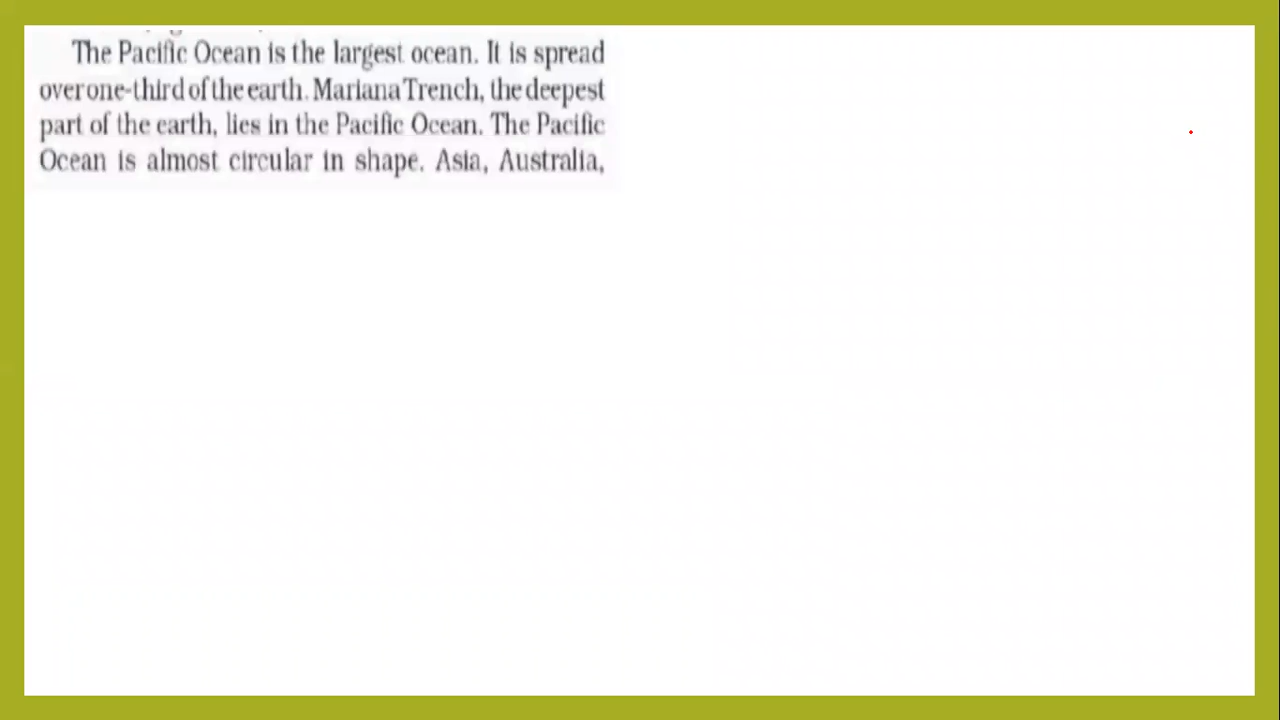 The Pacific Ocean is the largest ocean. It is spread
over one-third of the earth. Mariana Trench, the deepest
part of the earth, lies in the Pacific Ocean. The Pacific
Ocean is almost circular in shape. Asia, Australia,